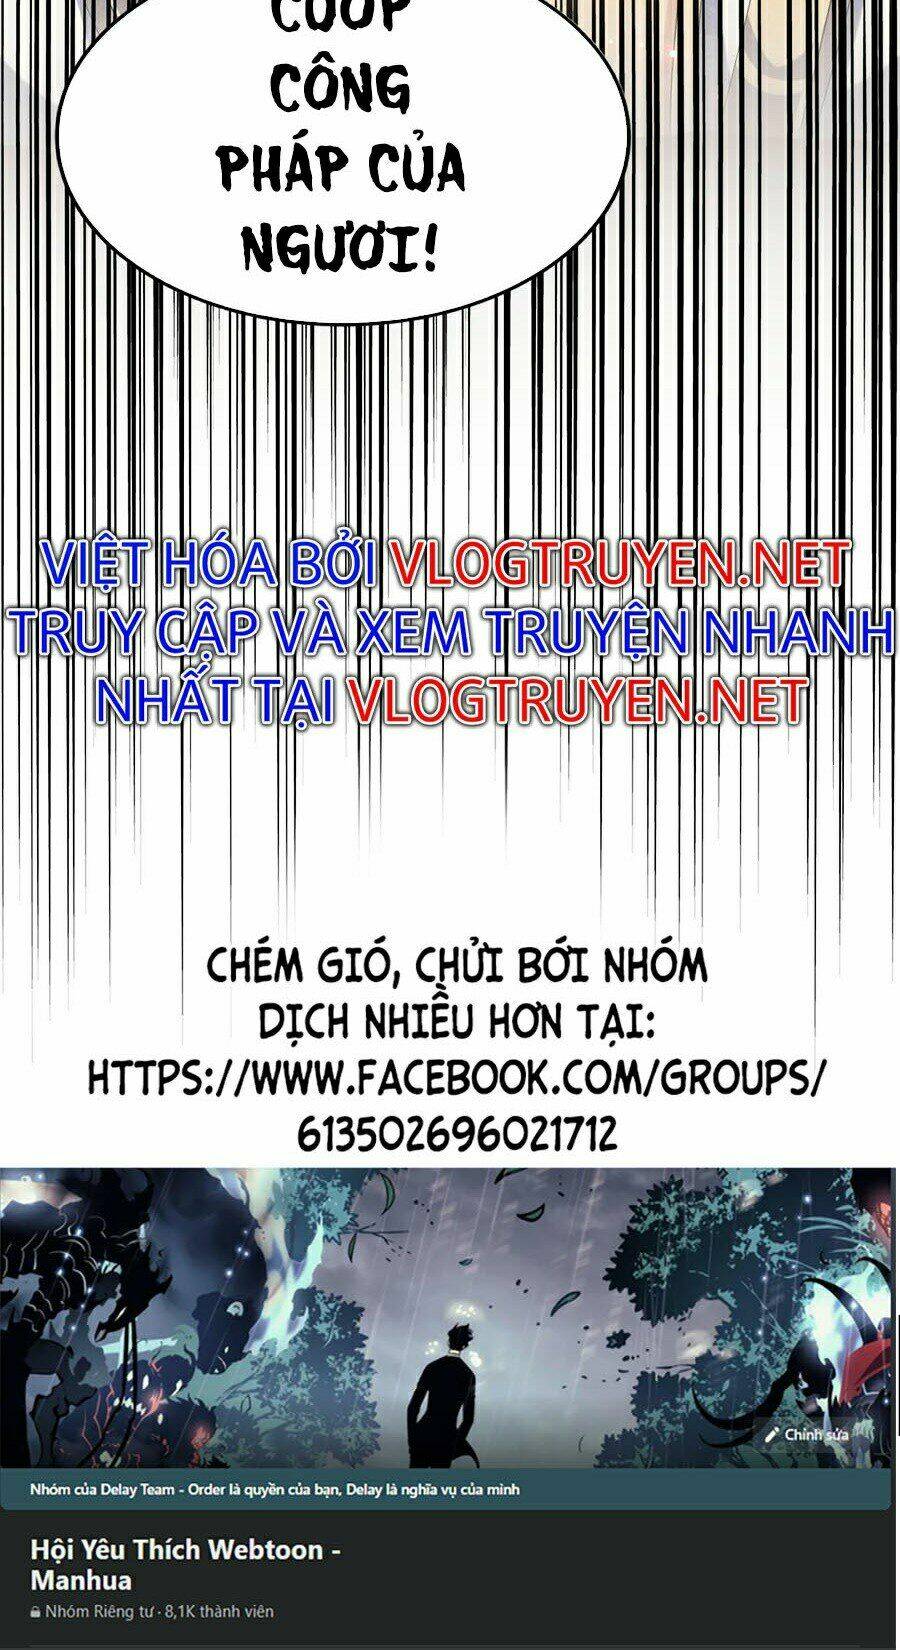 CƯỚP
CÔNG
PHÁP CỦA
NGƯƠI!
VIỆT HÓA BỞI VLOGTRUYEN.NET
TRUY CẬP VÀ XEM TRUYỆN NHANH
NHẤT TẠI VLOGTRUYEN.NET
CHÉM GIÓ, CHỬI BỚI NHÓM
DỊCH NHIỀU HƠN TẠI:
HTTPS://WWW.FACEBOOK.COM/GROUPS/
613502696021712
Chỉnh sửa
Nhóm của Delay Team - Order là quyền của bạn, Delay là nghĩa vụ của mình
Hội Yêu Thích Webtoon -
Manhua
Nhóm Riêng tư · 8,1K thành viên